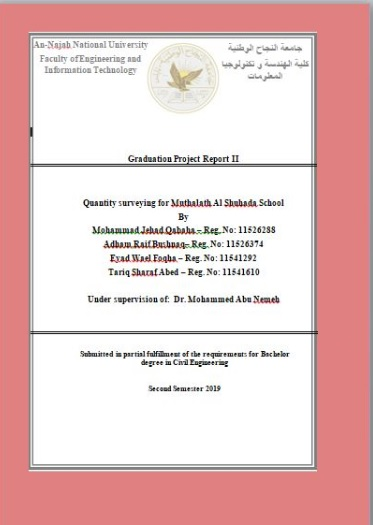 An-Najah National University
Faculty of Engineering and
Information Technology
جامعة النجاح الوطنية
كلية الهندسة و تكنولوجيا
المعلومات
Graduation Project Report II
Quantity surveying for Muthalath Al Shuhada School
By
Mohammad Jehad Qabaha – Reg. No: 11526288
Adham Raif Bushnaq– Reg. No: 11526374
Eyad Wael Foqha – Reg. No: 11541292
Tariq Sharaf Abed – Reg. No: 11541610
Under supervision of: Dr. Mohammed Abu Nemeh
Submitted in partial fulfillment of the requirements for Bachelor
degree in Civil Engineering
Second Semester 2019